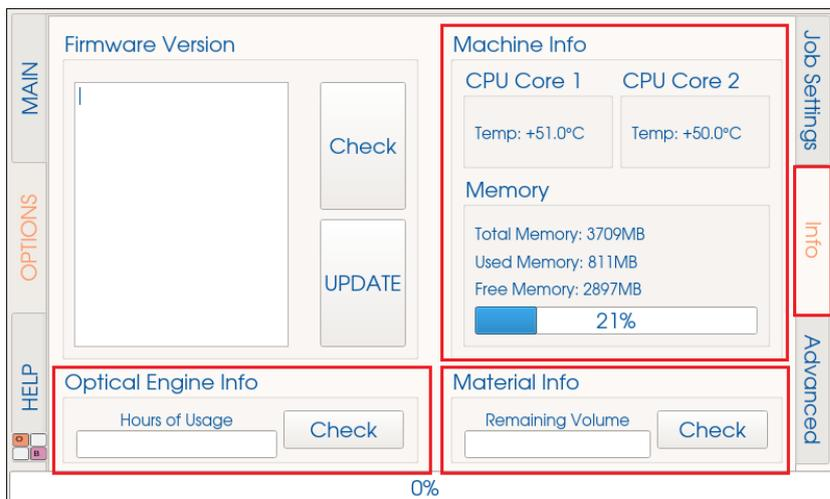 MAIN
OPTIONS
HELP
O
B
Firmware Version
Check
UPDATE
Machine Info
CPU Core 1
CPU Core 2
Temp: +51.0°C
Temp: +50.0°C
Memory
Total Memory: 3709MB
Used Memory: 811MB
Free Memory: 2897MB
21%
Optical Engine Info
Hours of Usage
Check
Material Info
Remaining Volume
Check
Job Settings
Info
Advanced
0%